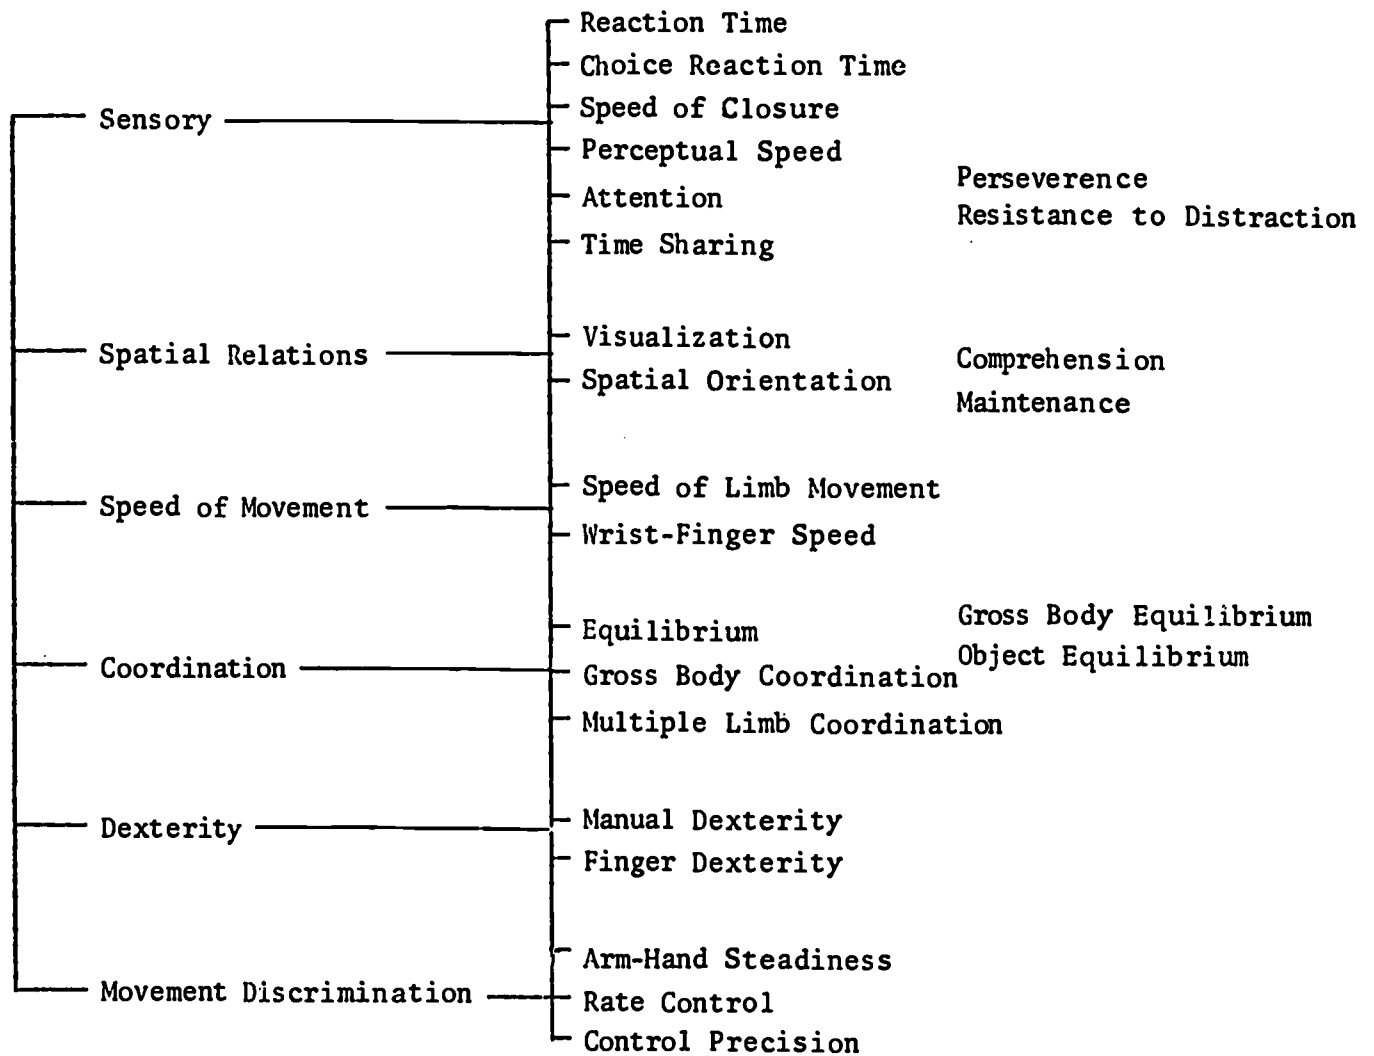 Reaction Time
Choice Reaction Time
Speed of Closure
Sensory
Perceptual Speed
Perseverence
Attention
Resistance to Distraction
Time Sharing
Visualization
Spatial Relations
Comprehension
Spatial Orientation
Maintenance
Speed of Limb Movement
Speed of Movement
Wrist-Finger Speed
Gross Body Equilibrium
Equilibrium
Object Equilibrium
Coordination
Gross Body Coordination
Multiple Limb Coordination
Manual Dexterity
Dexterity
Finger Dexterity
Arm-Hand Steadiness
Movement Discrimination
Rate Control
Control Precision